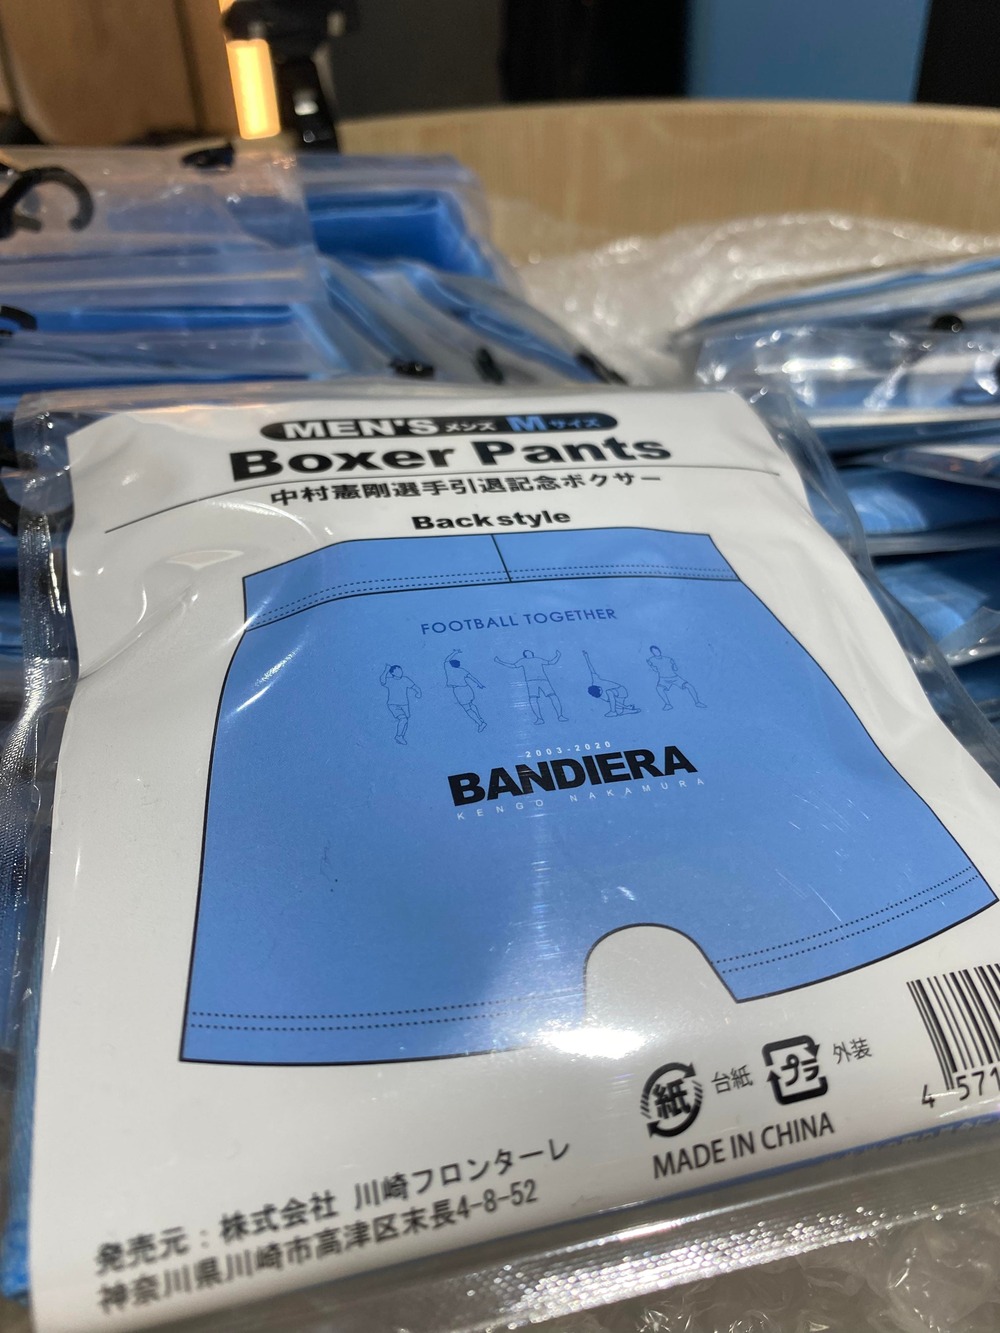 MEN'S メンズ Mサイズ
Boxer Pants
中村憲剛選手引退記念ボクサー
Back style
FOOTBALL TOGETHER
2003-2020
BANDIERA
KENGO NAKAMURA
紙 台紙 プラ 外装
4 571
MADE IN CHINA
発売元：株式会社 川崎フロンターレ
神奈川県川崎市高津区末長4-8-52